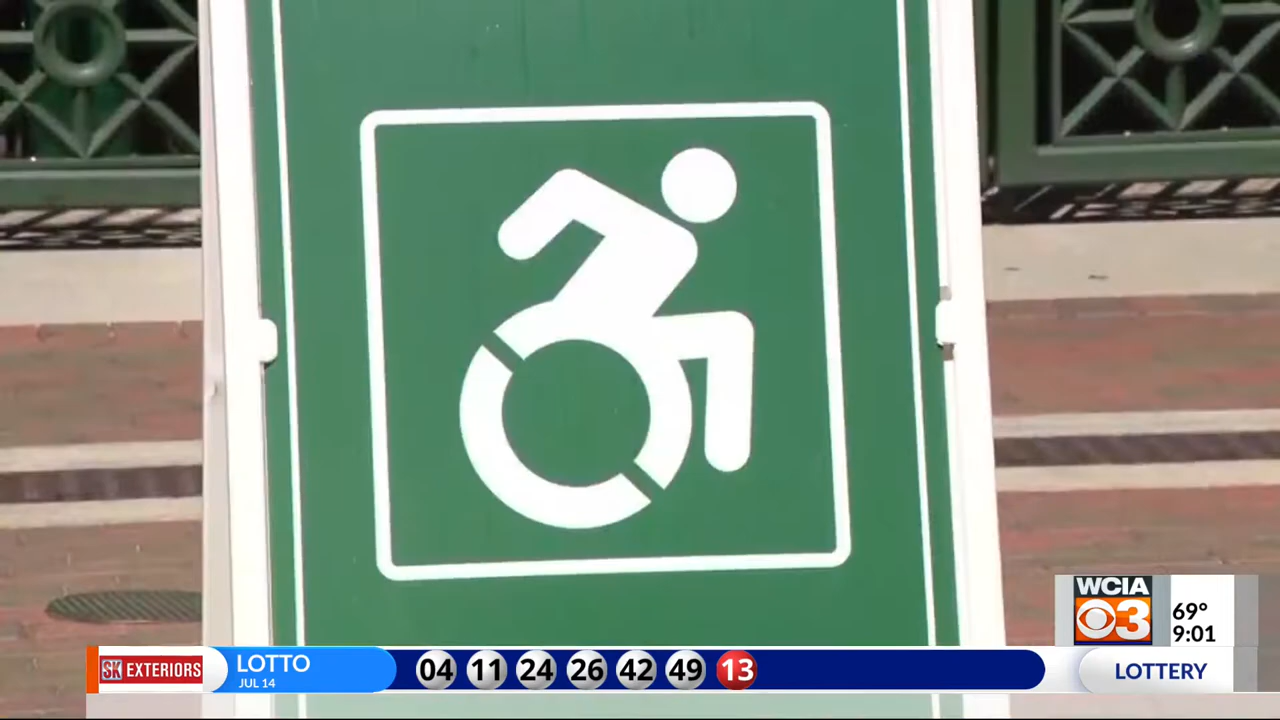 WCIA
3
69°
9:01
SK EXTERIORS
LOTTO
JUL 14
04 11 24 26 42 49 13
LOTTERY